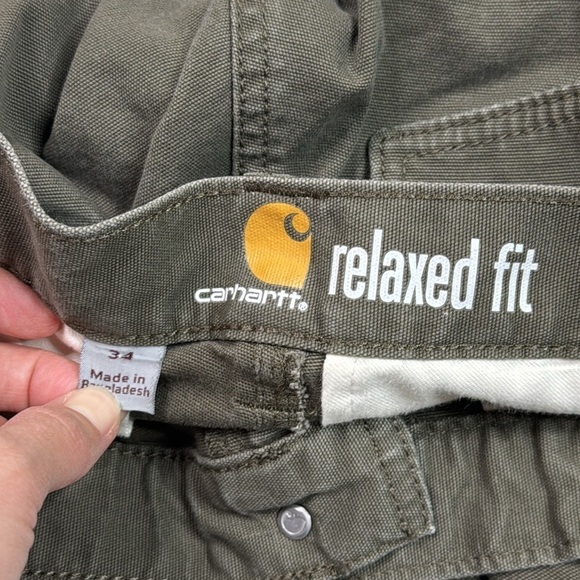 relaxed fit
carhartt®
34
Made in
Bangladesh